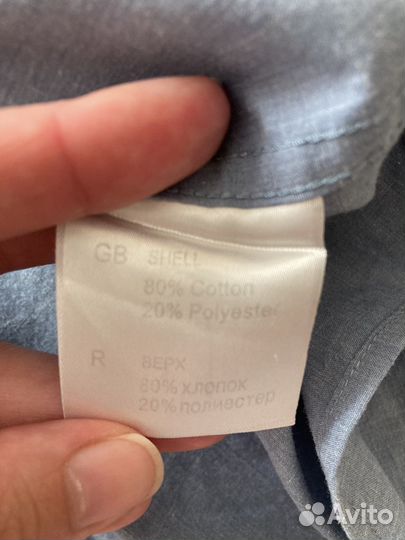 GB SHELL
80% Cotton
20% Polyester
R ВЕРХ
80% хлопок
20% полиэстер
Avito